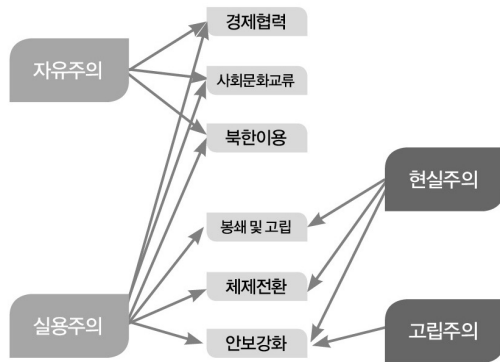 경제협력
자유주의
사회문화교류
북한이용
현실주의
봉쇄 및 고립
체제전환
실용주의
고립주의
안보강화